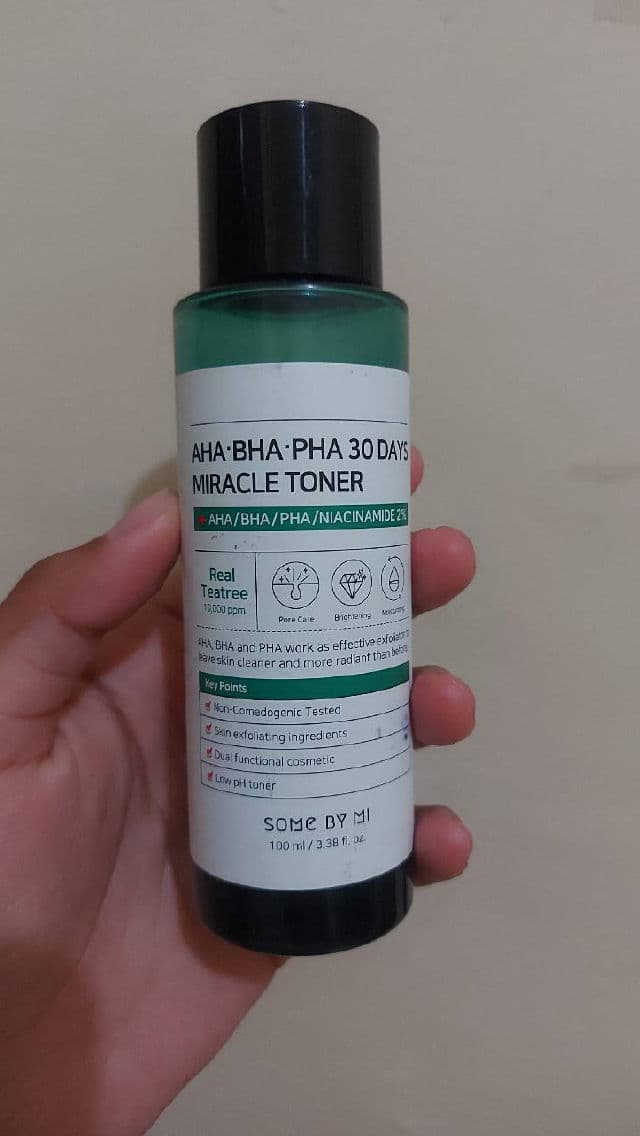 AHA·BHA·PHA 30 DAYS
MIRACLE TONER
AHA/BHA/PHA/NIACINAMIDE 2%
Real
Teatree
10,000 ppm
Pore Care
Brightening
Moisturizing
AHA, BHA and PHA work as effective exfoliator to
leave skin cleaner and more radiant than before.
Key Points
Non-Comedogenic Tested
Skin exfoliating ingredients
Dual functional cosmetic
Low pH toner
SOME BY MI
100 ml / 3.38 fl. oz.